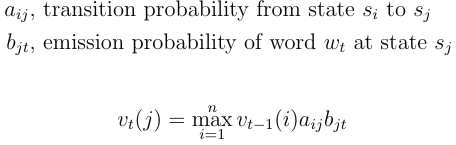 a_{ij}, transition probability from state s_i to s_j
b_{jt}, emission probability of word w_t at state s_j
v_t(j) = \max_{i=1}^{n} v_{t-1}(i)a_{ij}b_{jt}